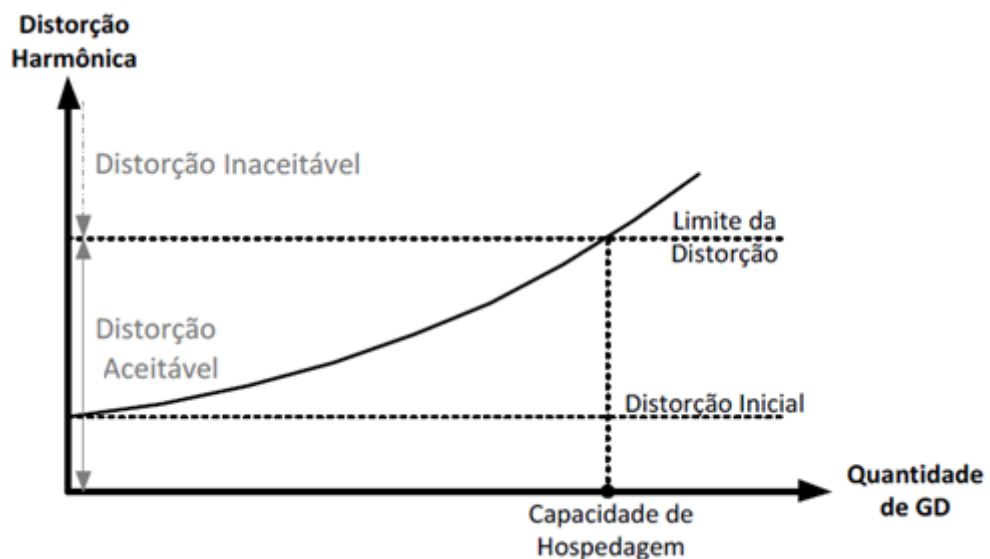 Distorção
Harmônica
Distorção Inaceitável
Limite da
Distorção
Distorção
Aceitável
Distorção Inicial
Quantidade
de GD
Capacidade de
Hospedagem